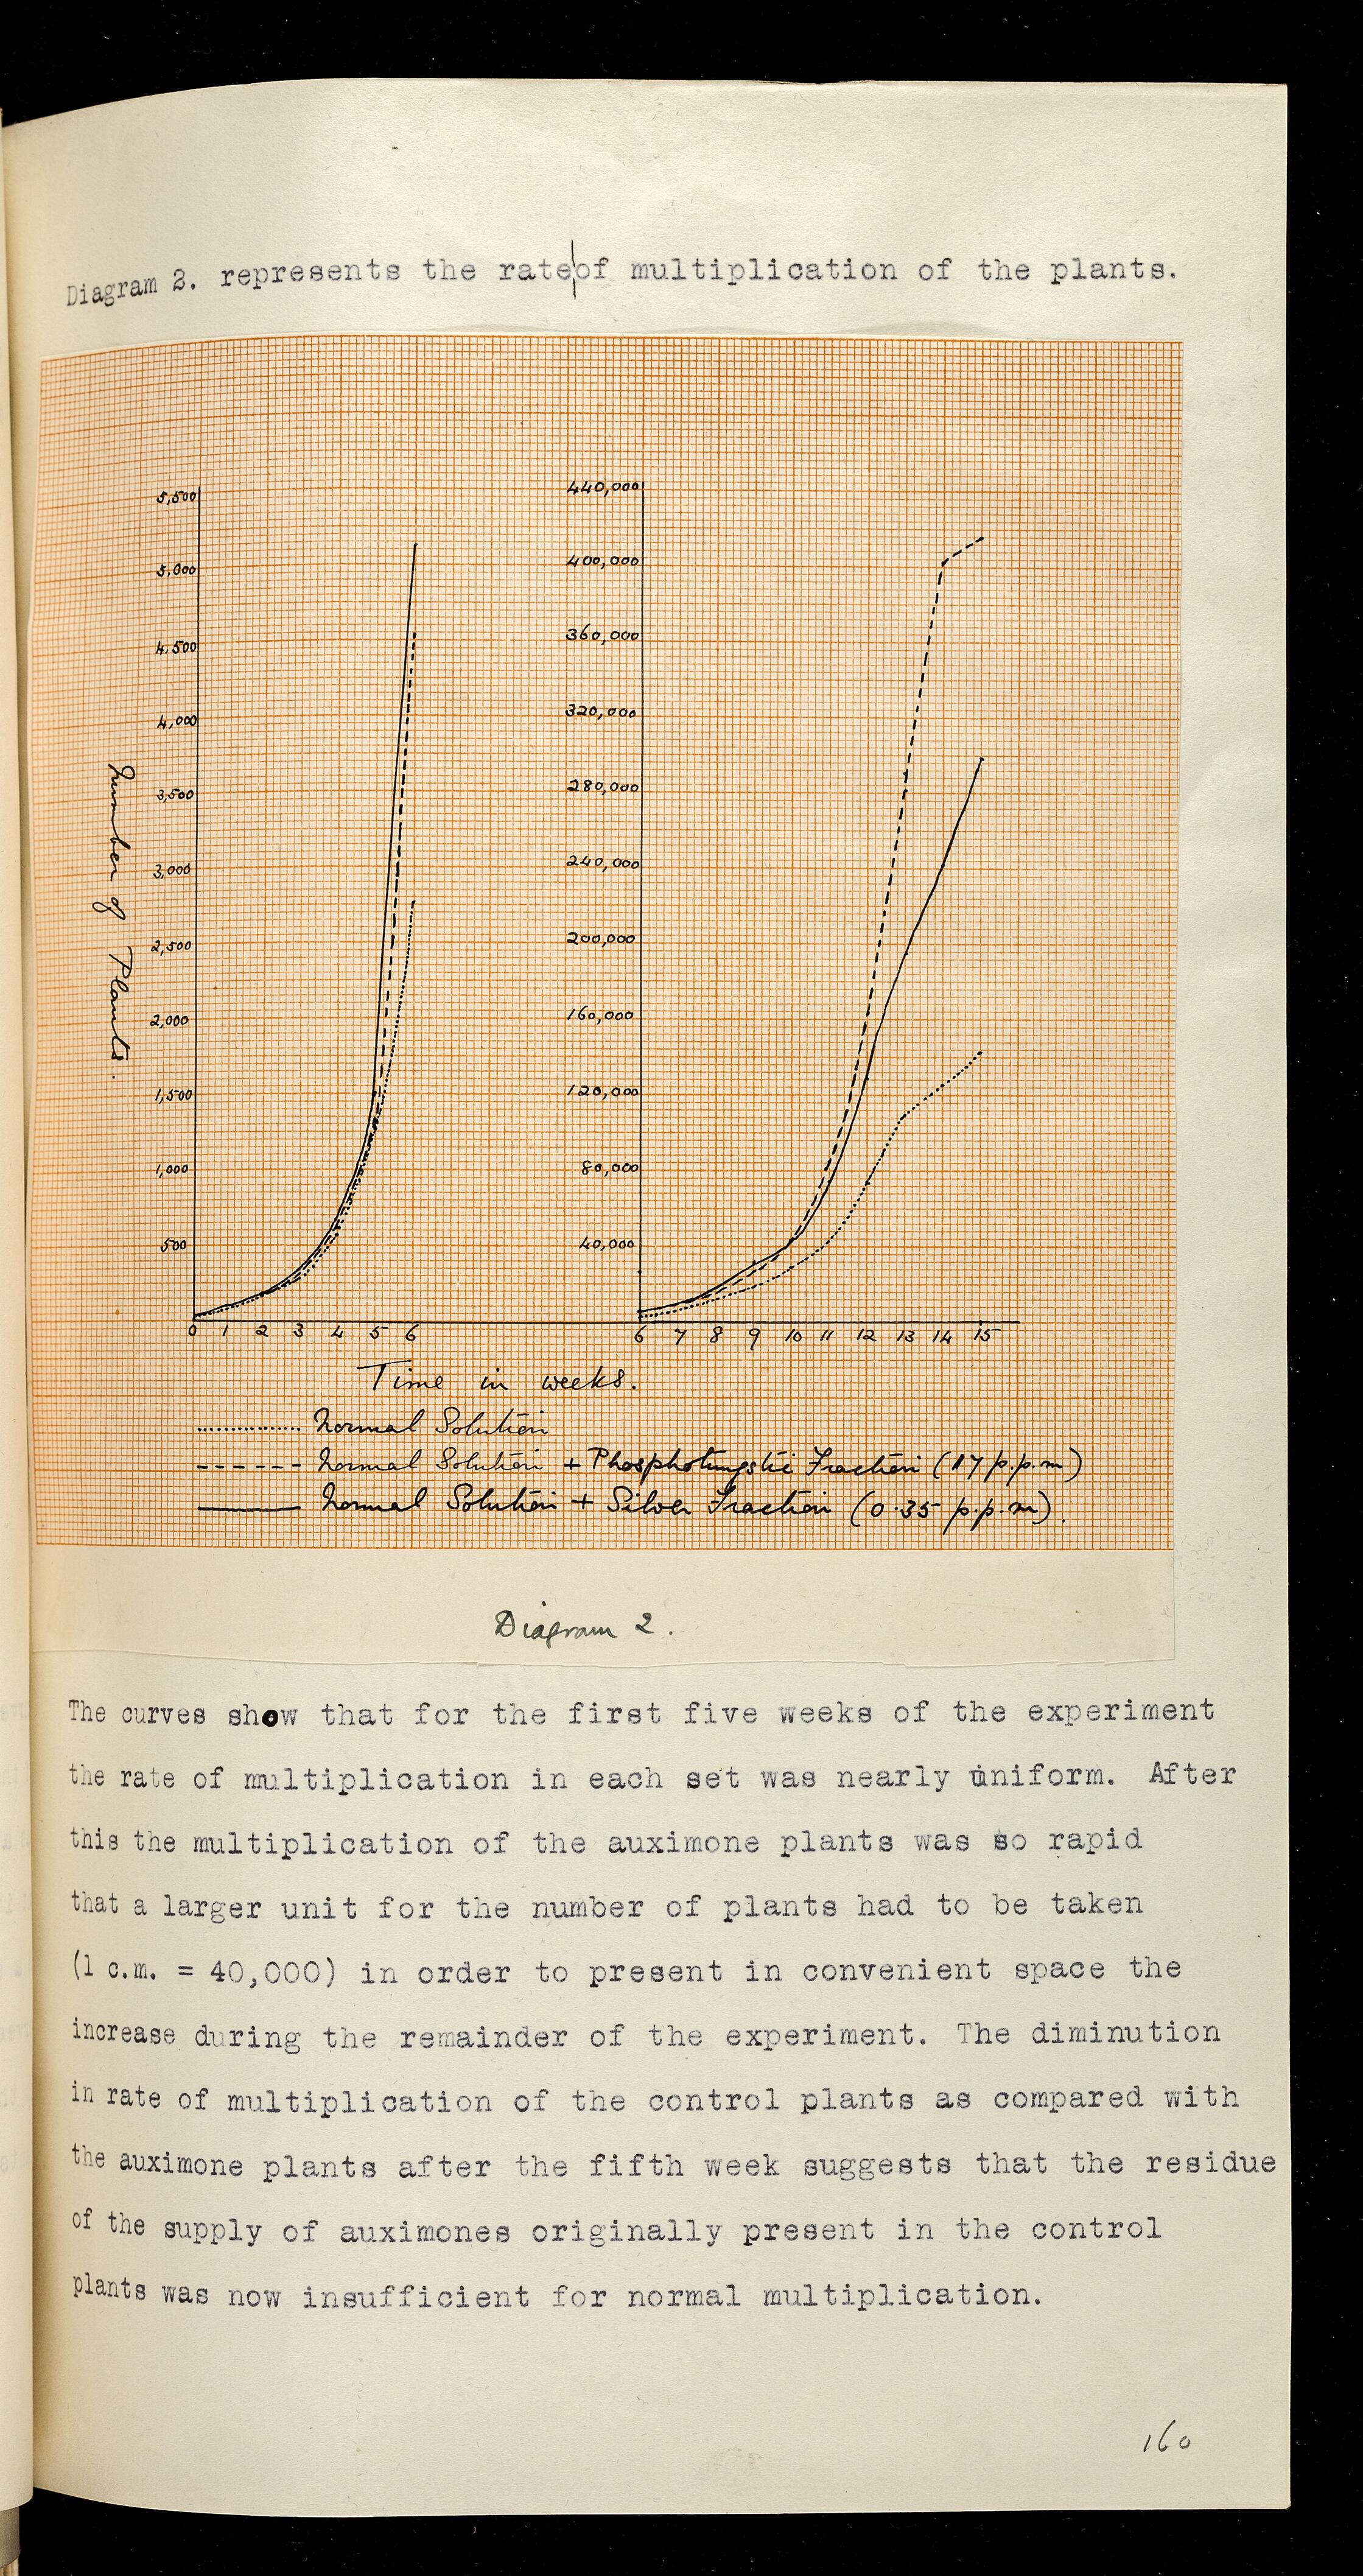 Diagram 2. represents the rate|of multiplication of the plants.
5,500
5,000
4,500
4,000
3,500
3,000
2,500
2,000
1,500
1,000
500
Number of Plants.
440,000
400,000
360,000
320,000
280,000
240,000
200,000
160,000
120,000
80,000
40,000
0 1 2 3 4 5 6
6 7 8 9 10 11 12 13 14 15
Time in weeks.
Normal Solution
Normal Solution + Phosphotungstic Fraction (17 p.p.m)
Normal Solution + Silver Fraction (0.35 p.p.m).
Diagram 2.
The curves show that for the first five weeks of the experiment
the rate of multiplication in each set was nearly uniform. After
this the multiplication of the auximone plants was so rapid
that a larger unit for the number of plants had to be taken
(1 c.m. = 40,000) in order to present in convenient space the
increase during the remainder of the experiment. The diminution
in rate of multiplication of the control plants as compared with
the auximone plants after the fifth week suggests that the residue
of the supply of auximones originally present in the control
plants was now insufficient for normal multiplication.
160